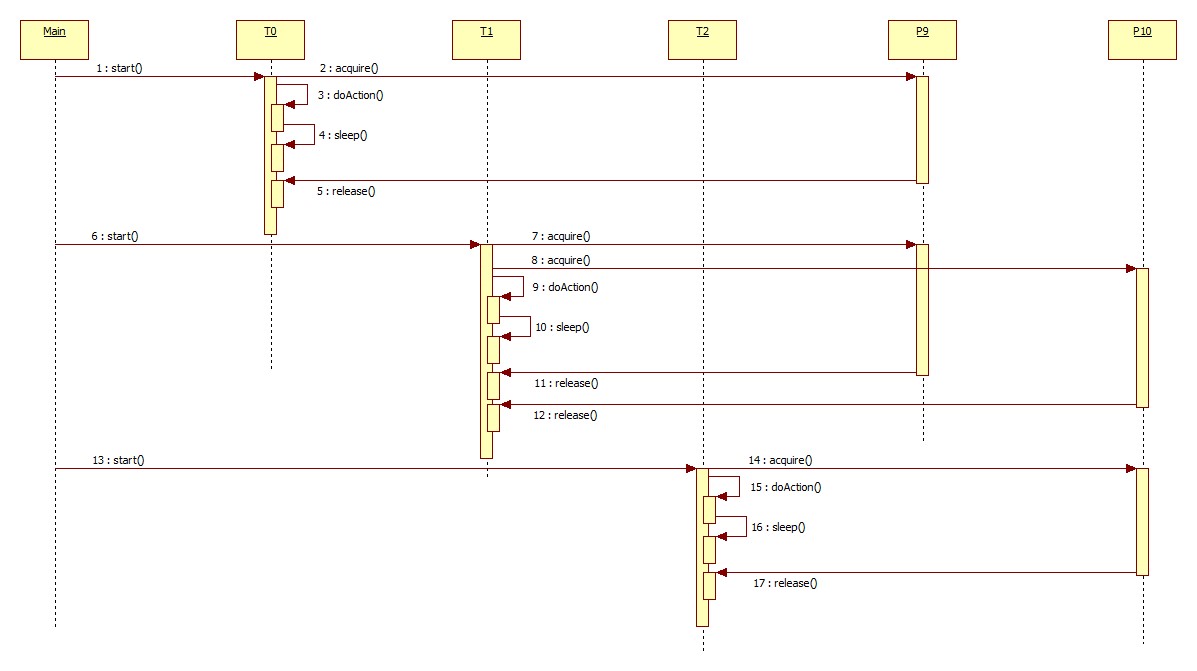 Main
T0
T1
T2
P9
P10
1 : start()
2 : acquire()
3 : doAction()
4 : sleep()
5 : release()
6 : start()
7 : acquire()
8 : acquire()
9 : doAction()
10 : sleep()
11 : release()
12 : release()
13 : start()
14 : acquire()
15 : doAction()
16 : sleep()
17 : release()